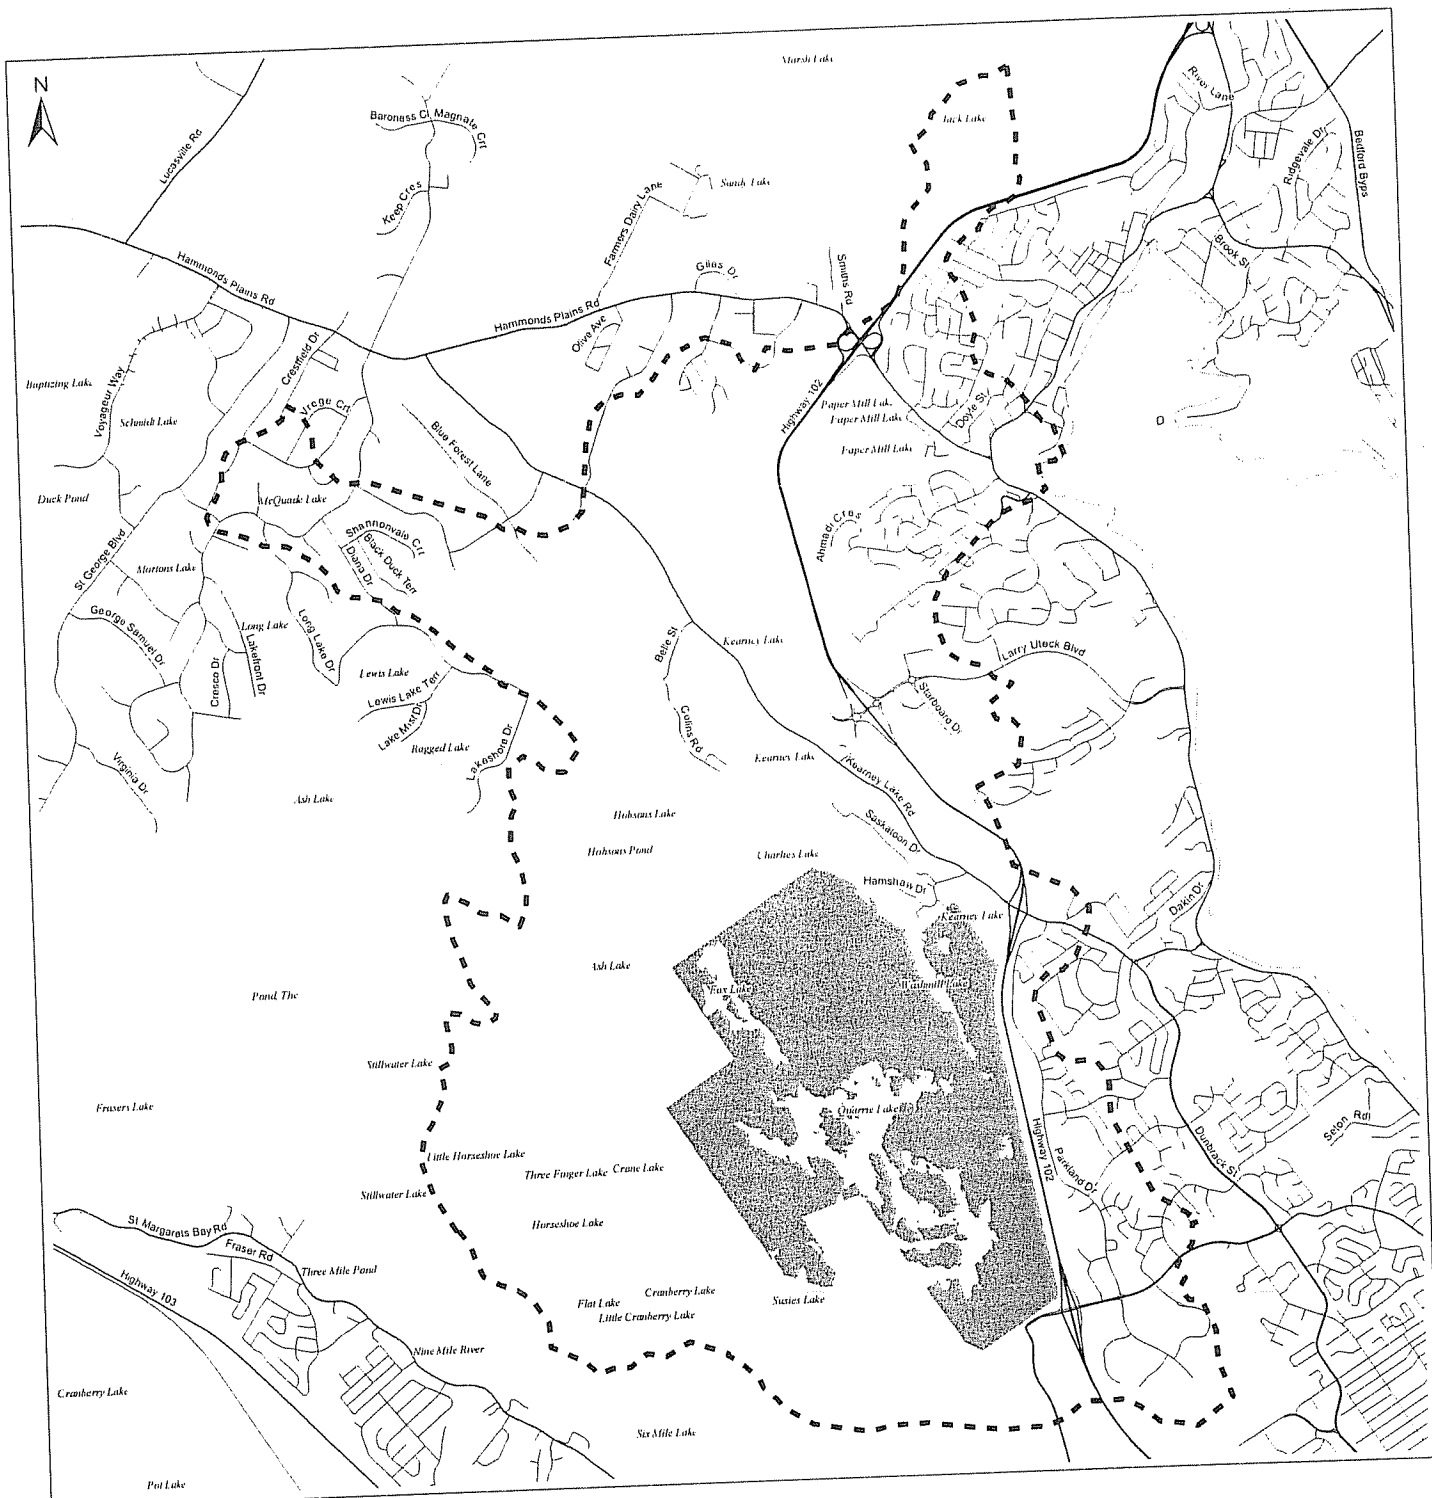 Marsh Lake
N
River Lane
Baroness Cl
Magnate Crt
Jack Lake
Lucasville Rd
Ridgevale Dr
Bedford Byps
Keep Cres
Sandy Lake
Farmers Dairy Lane
Brook St
Hammonds Plains Rd
Giles Dr
Smiths Rd
Hammonds Plains Rd
Olive Ave
Crestfield Dr
Baptizing Lake
Voyageur Way
Highway 102
Paper Mill Lake
Doyle St
Schmidt Lake
Vrege Crt
Paper Mill Lake
Blue Forest Lane
Paper Mill Lake
Duck Pond
McQuade Lake
Ahmadi Cres
Shannonvale Crt
Black Duck Terr
Diana Dr
St George Blvd
Mortons Lake
George Samuel Dr
Long Lake
Long Lake Dr
Lakefront Dr
Belle St
Kearney Lake
Larry Uteck Blvd
Cresco Dr
Lewis Lake
Lewis Lake Terr
Starboard Dr
Lake Mist Dr
Collins Rd
Ragged Lake
Lakeshore Dr
Kearney Lake
Kearney Lake Rd
Virginia Dr
Ash Lake
Hobsons Lake
Saskatoon Dr
Hobsons Pond
Charlies Lake
Hamshaw Dr
Dakin Dr
Kearney Lake
Ash Lake
Fox Lake
Washmill Lake
Pond, The
Stillwater Lake
Frasers Lake
Quarrie Lake
Highway 102
Seton Rd
Dunbrack St
Little Horseshoe Lake
Three Finger Lake
Crane Lake
Parkland Dr
Stillwater Lake
St Margarets Bay Rd
Horseshoe Lake
Fraser Rd
Three Mile Pond
Highway 103
Cranberry Lake
Flat Lake
Susies Lake
Little Cranberry Lake
Nine Mile River
Cranberry Lake
Six Mile Lake
Pot Lake